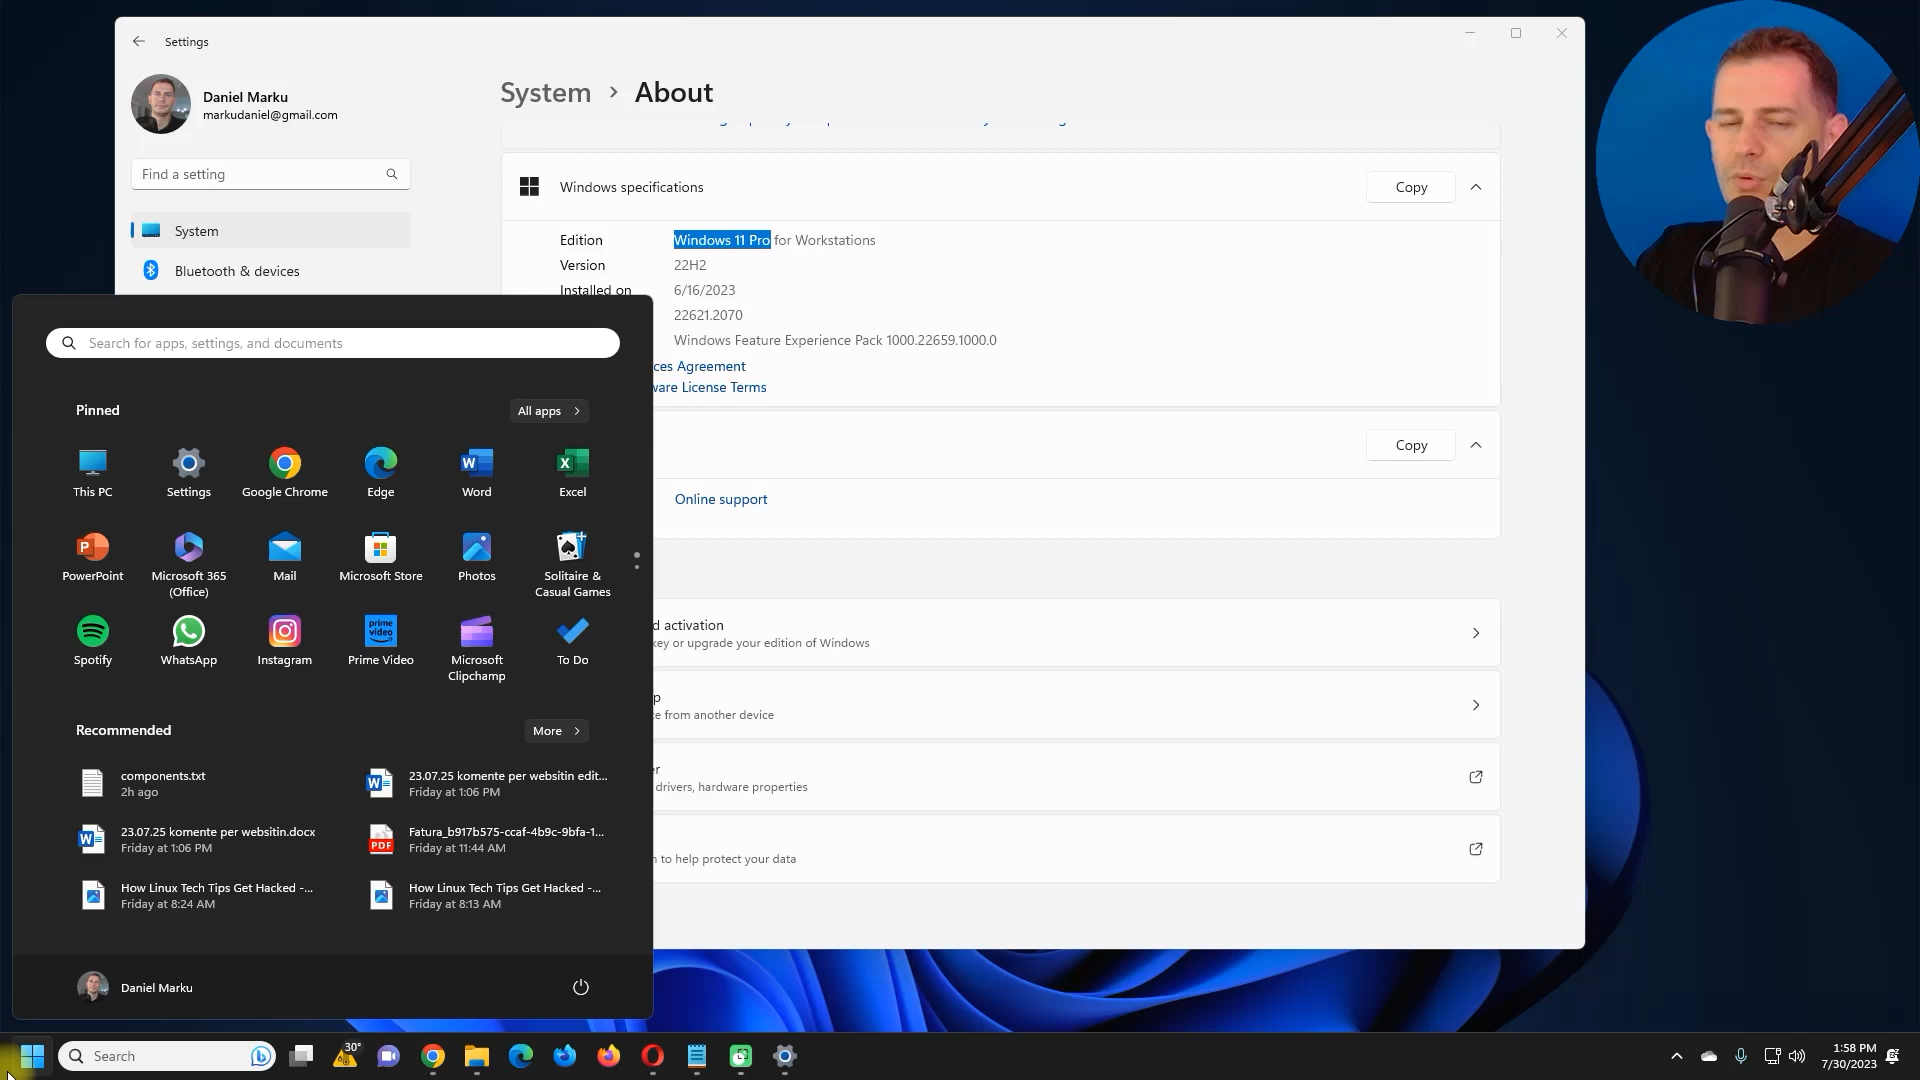 Settings
Daniel Marku
markudaniel@gmail.com
Find a setting
System
Bluetooth & devices
System > About
Windows specifications
Copy
Edition
Windows 11 Pro for Workstations
Version
22H2
Installed on
6/16/2023
22621.2070
Windows Feature Experience Pack 1000.22659.1000.0
ces Agreement
ware License Terms
Copy
Online support
d activation
key or upgrade your edition of Windows
p
e from another device
er
drivers, hardware properties
n to help protect your data
Search for apps, settings, and documents
Pinned
All apps >
This PC
Settings
Google Chrome
Edge
Word
Excel
PowerPoint
Microsoft 365
(Office)
Mail
Microsoft Store
Photos
Solitaire &
Casual Games
Spotify
WhatsApp
Instagram
prime
video
Prime Video
Microsoft
Clipchamp
To Do
Recommended
More >
components.txt
2h ago
23.07.25 komente per websitin edit...
Friday at 1:06 PM
23.07.25 komente per websitin.docx
Friday at 1:06 PM
PDF
Fatura_b917b575-ccaf-4b9c-9bfa-1...
Friday at 11:44 AM
How Linux Tech Tips Get Hacked -...
Friday at 8:24 AM
How Linux Tech Tips Get Hacked -...
Friday at 8:13 AM
Daniel Marku
Search
30°
1:58 PM
7/30/2023